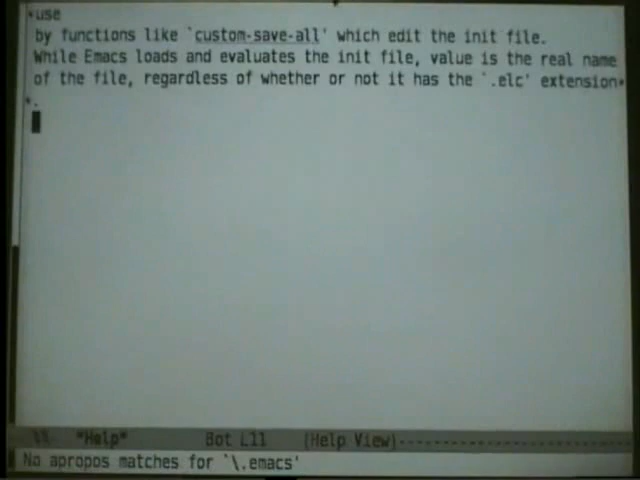 use
by functions like `custom-save-all' which edit the init file.
While Emacs loads and evaluates the init file, value is the real name
of the file, regardless of whether or not it has the `.elc' extension
.
*Help* Bot L11 (Help View)
No apropos matches for `\.emacs'